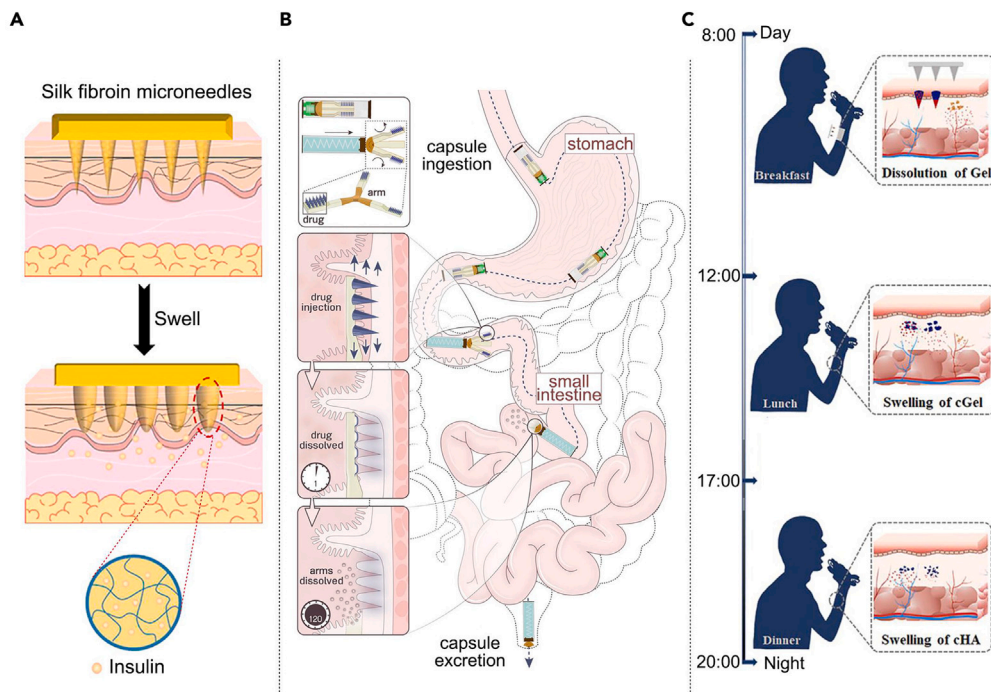 A
Silk fibroin microneedles
Swell
Insulin
B
capsule
ingestion
stomach
arm
drug
drug
injection
small
intestine
drug
dissolved
1
arms
dissolved
120
capsule
excretion
C
8:00
Day
Breakfast
Dissolution of Gel
12:00
Lunch
Swelling of cGel
17:00
Dinner
Swelling of cHA
20:00
Night